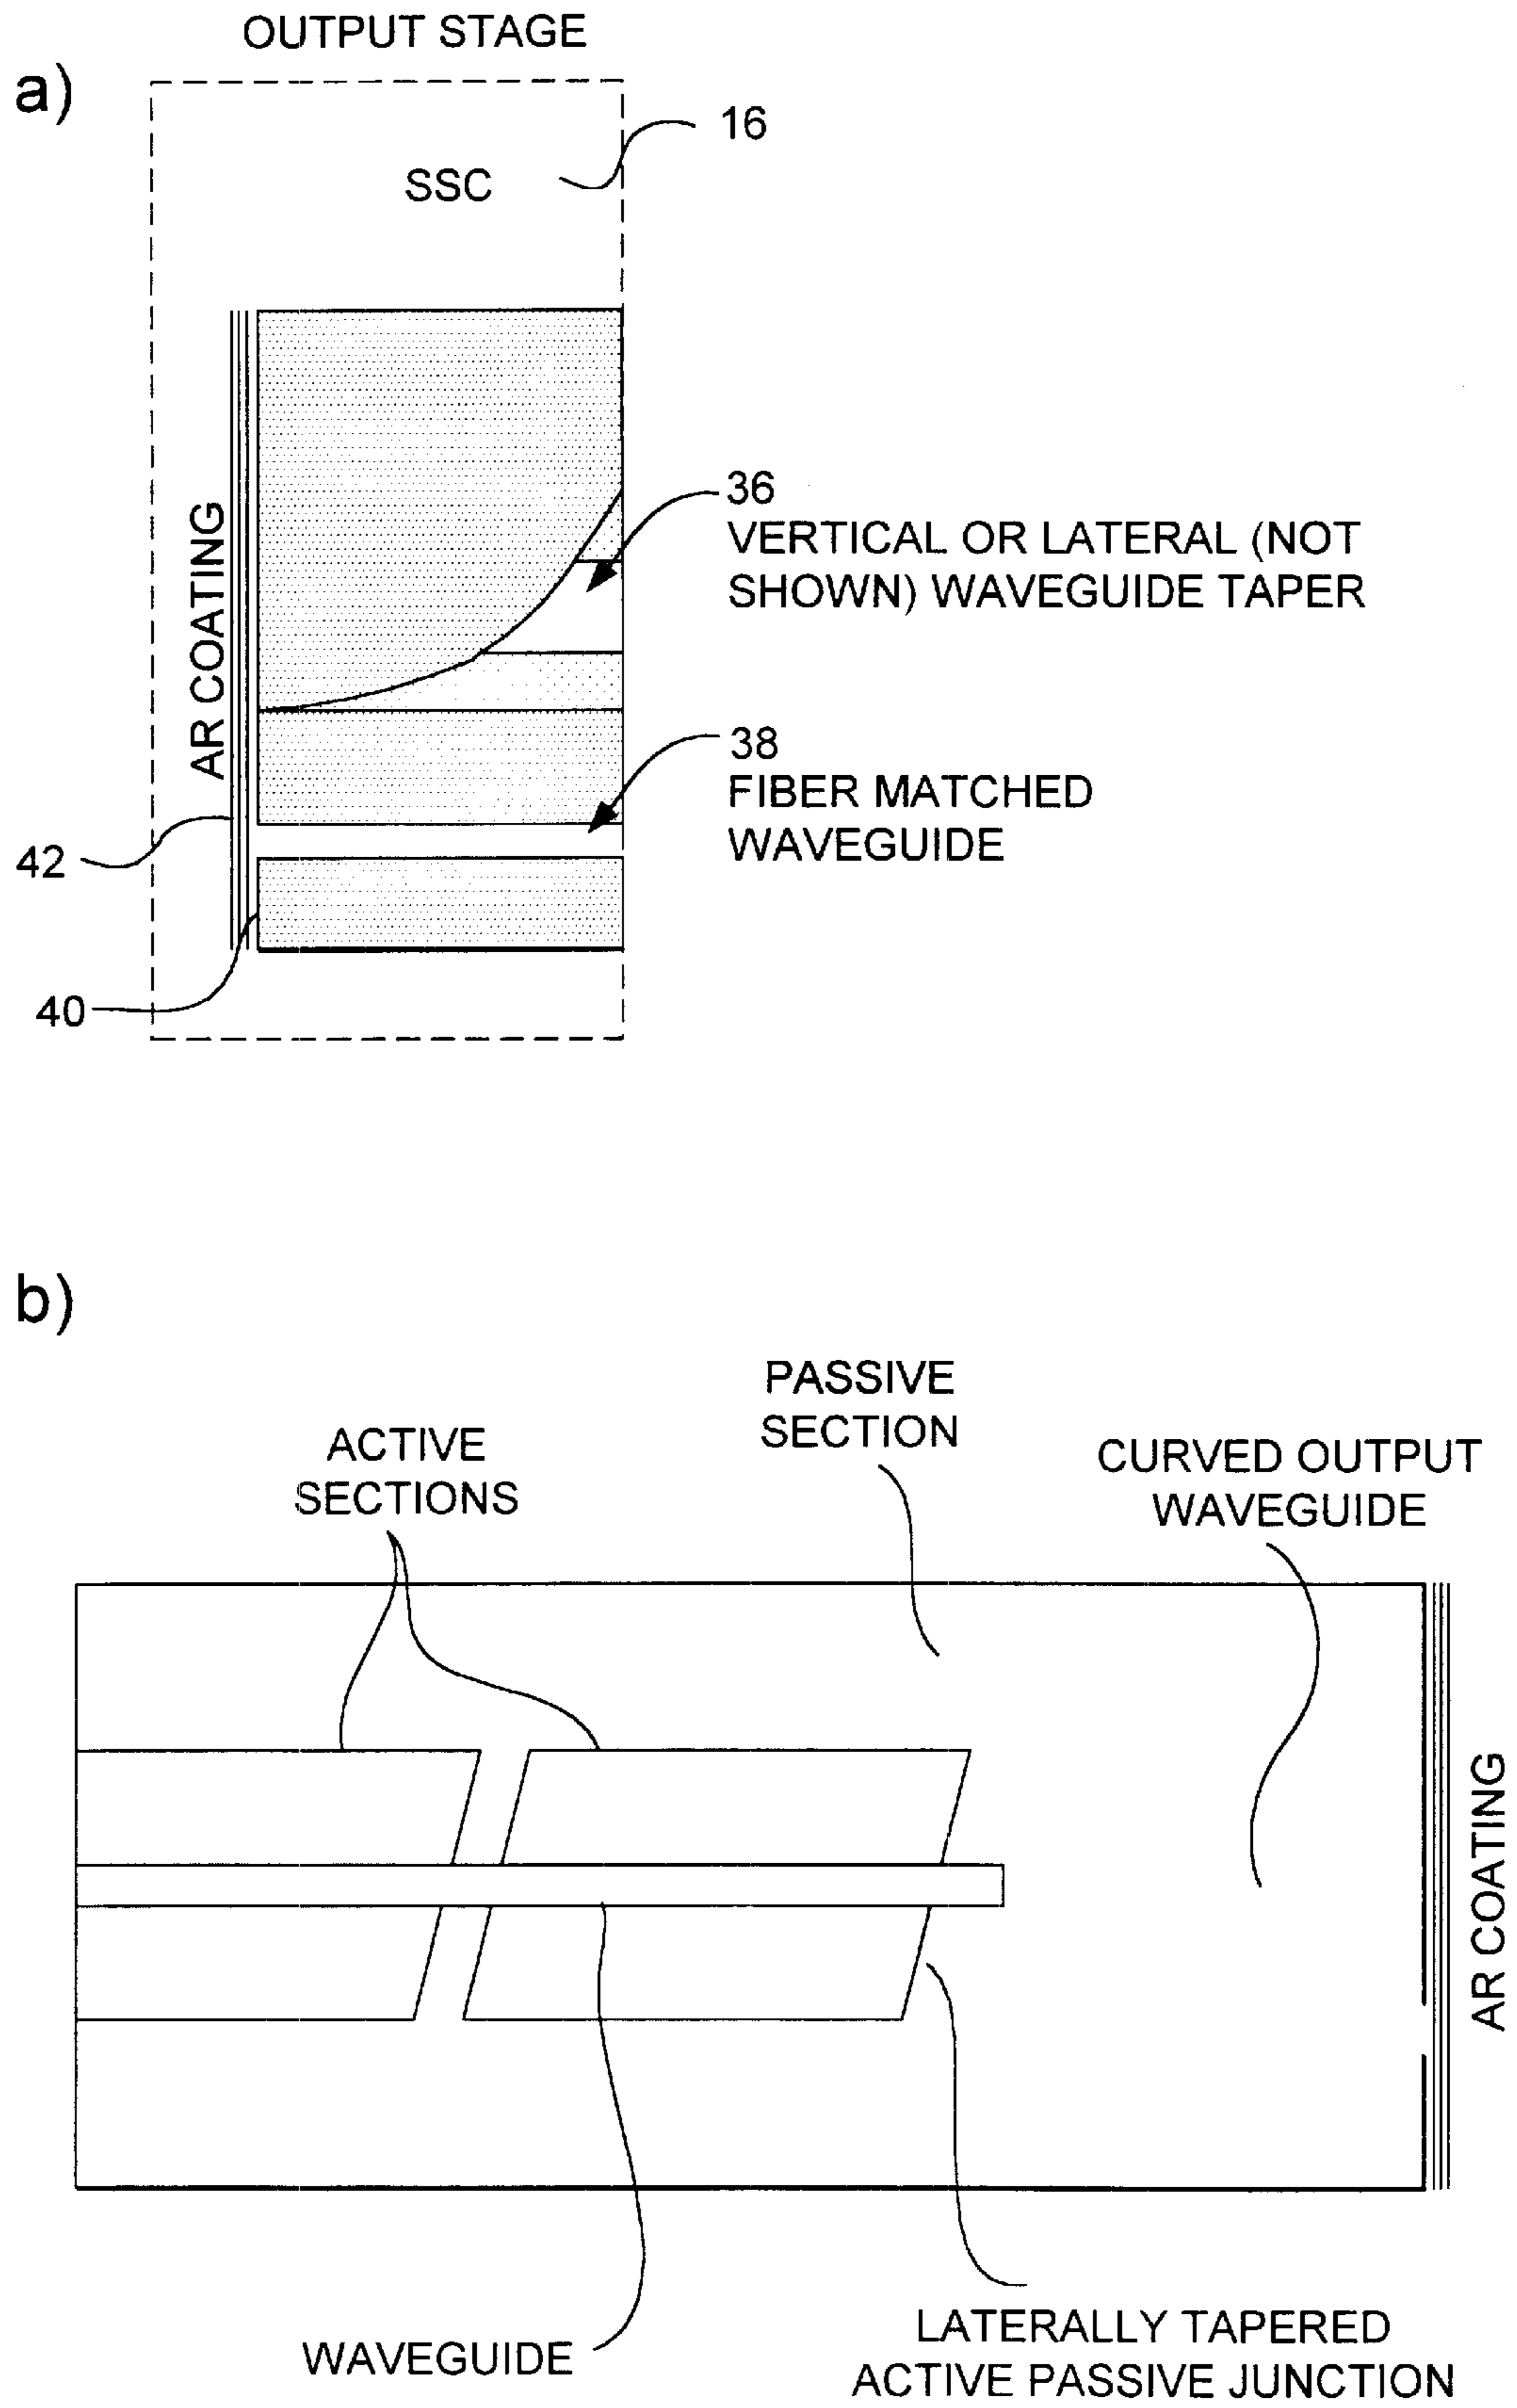 OUTPUT STAGE
a)
16
SSC
AR COATING
36
VERTICAL OR LATERAL (NOT
SHOWN) WAVEGUIDE TAPER
38
FIBER MATCHED
WAVEGUIDE
42
40
b)
PASSIVE
SECTION
ACTIVE
SECTIONS
CURVED OUTPUT
WAVEGUIDE
AR COATING
WAVEGUIDE
LATERALLY TAPERED
ACTIVE PASSIVE JUNCTION